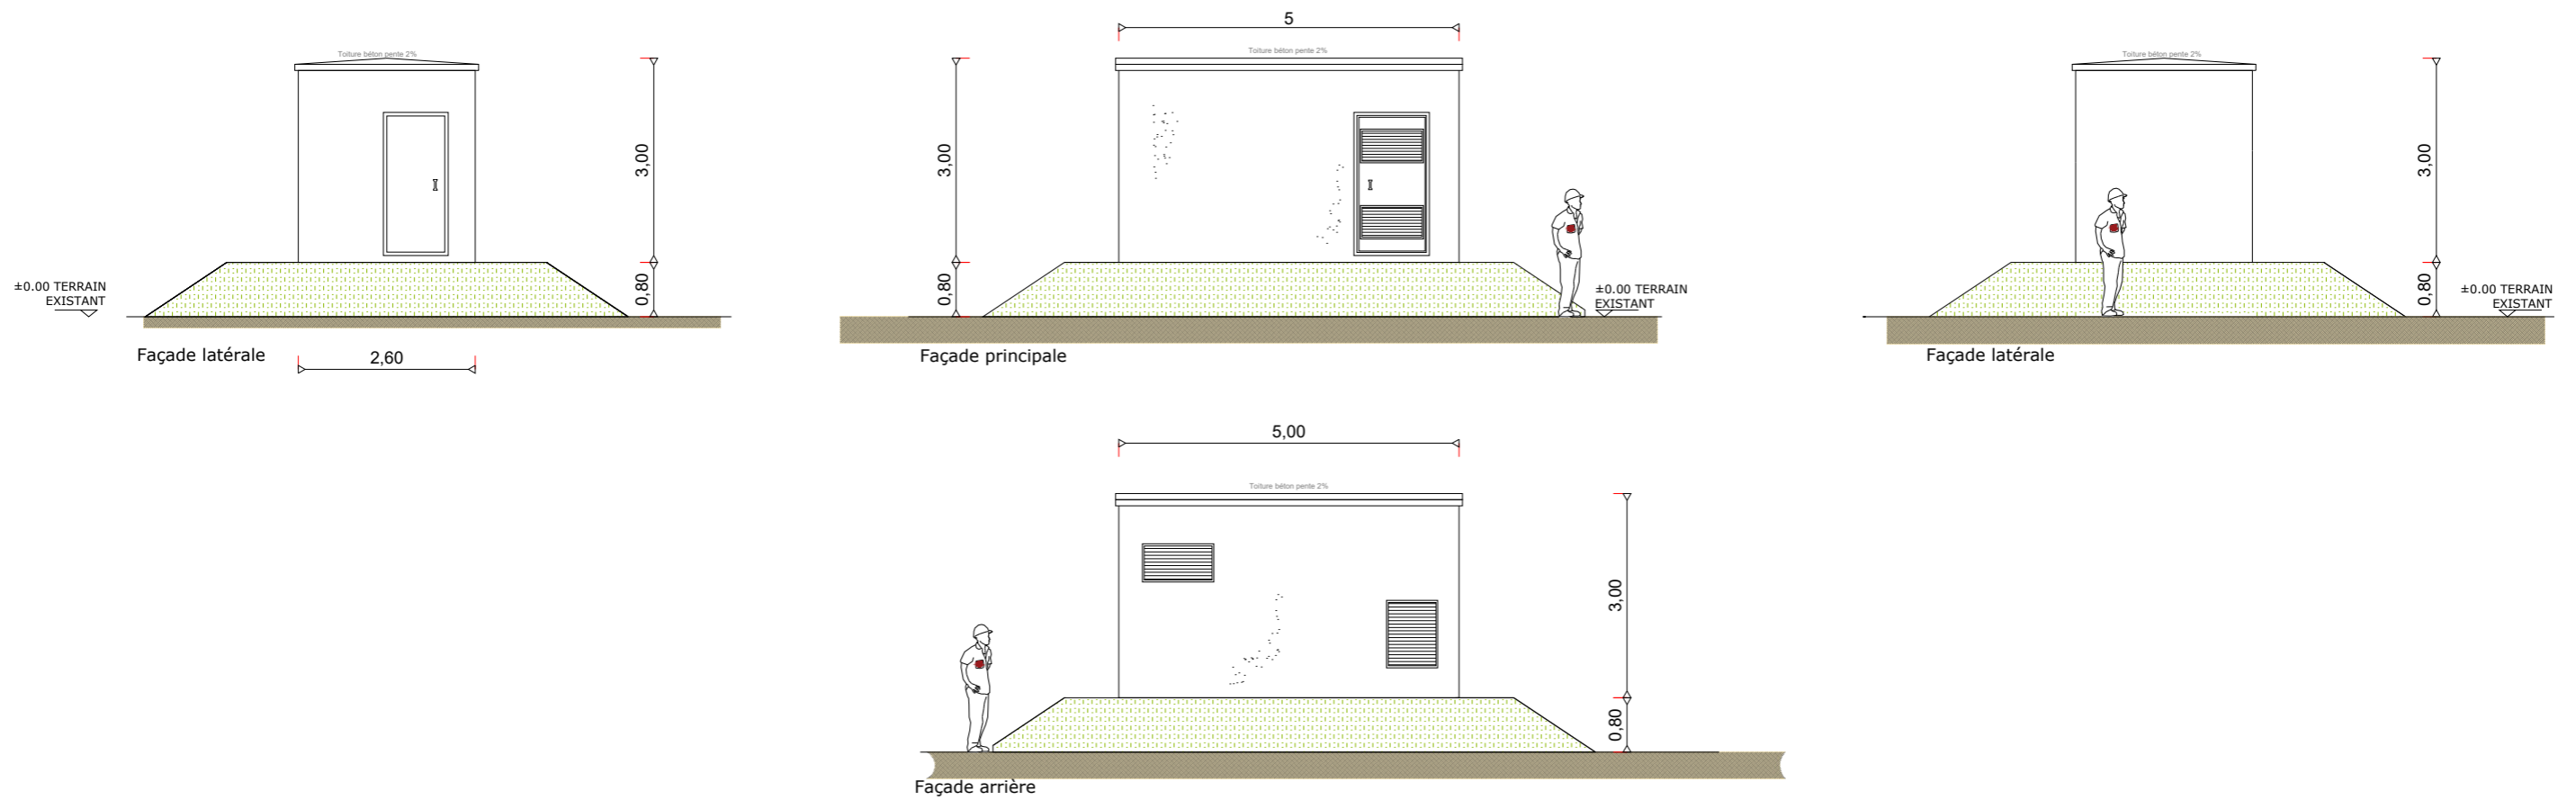 Toiture béton pente 2%
3,00
0,80
±0.00 TERRAIN
EXISTANT
Façade latérale
2,60
5
Toiture béton pente 2%
3,00
0,80
±0.00 TERRAIN
EXISTANT
Façade principale
Toiture béton pente 2%
3,00
0,80
±0.00 TERRAIN
EXISTANT
Façade latérale
5,00
Toiture béton pente 2%
3,00
0,80
Façade arrière